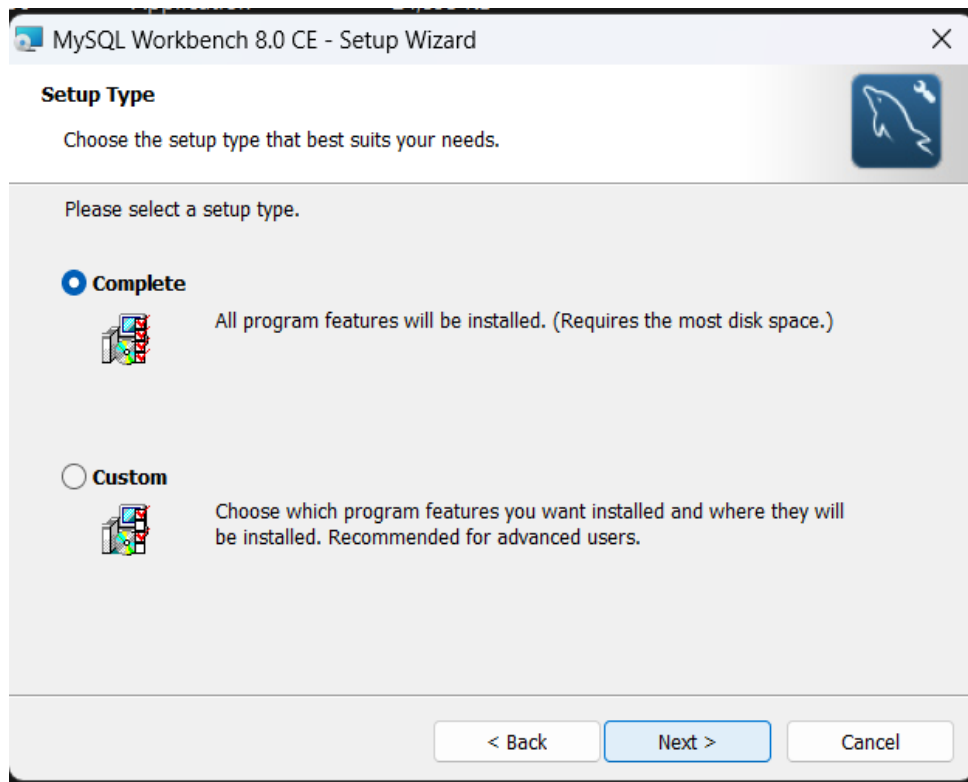 MySQL Workbench 8.0 CE - Setup Wizard
Setup Type
Choose the setup type that best suits your needs.
Please select a setup type.
Complete
All program features will be installed. (Requires the most disk space.)
Custom
Choose which program features you want installed and where they will
be installed. Recommended for advanced users.
< Back
Next >
Cancel